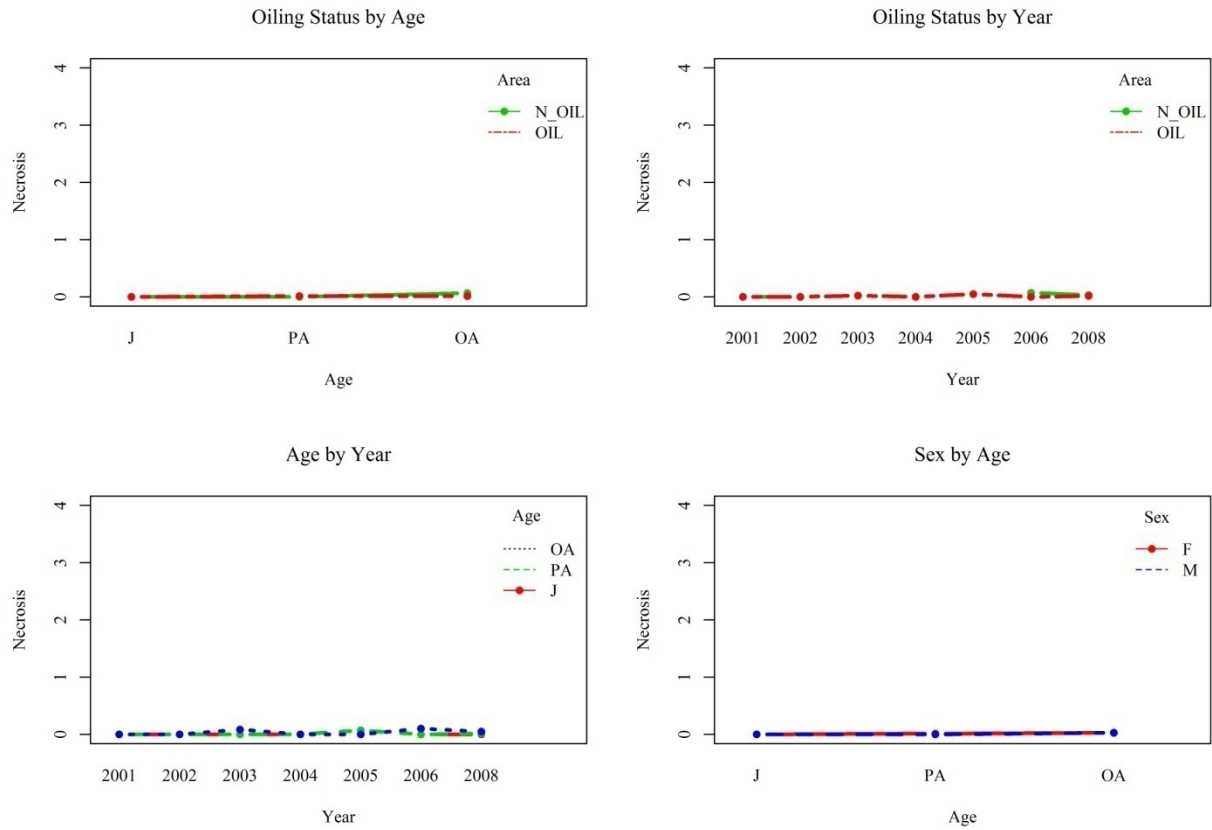 Oiling Status by Age
Necrosis
4
3
2
1
0
Area
N_OIL
OIL
J PA OA
Age
Oiling Status by Year
Necrosis
4
3
2
1
0
Area
N_OIL
OIL
2001 2002 2003 2004 2005 2006 2008
Year
Age by Year
Necrosis
4
3
2
1
0
Age
OA
PA
J
2001 2002 2003 2004 2005 2006 2008
Year
Sex by Age
Necrosis
4
3
2
1
0
Sex
F
M
J PA OA
Age